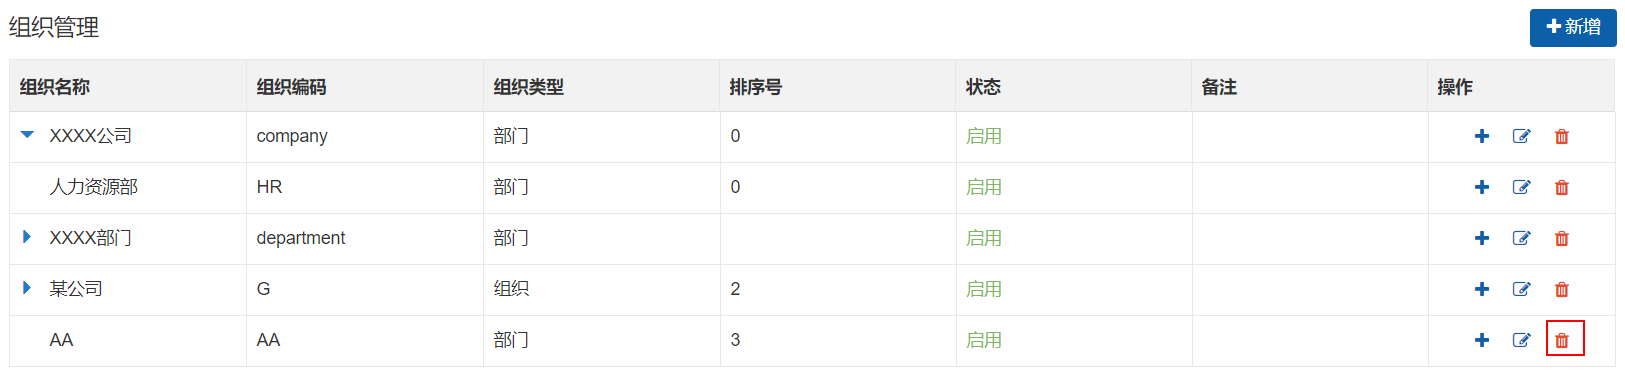 组织管理
新增
组织名称 组织编码 组织类型 排序号 状态 备注 操作
XXXX公司 company 部门 0 启用
人力资源部 HR 部门 0 启用
XXXX部门 department 部门 启用
某公司 G 组织 2 启用
AA AA 部门 3 启用